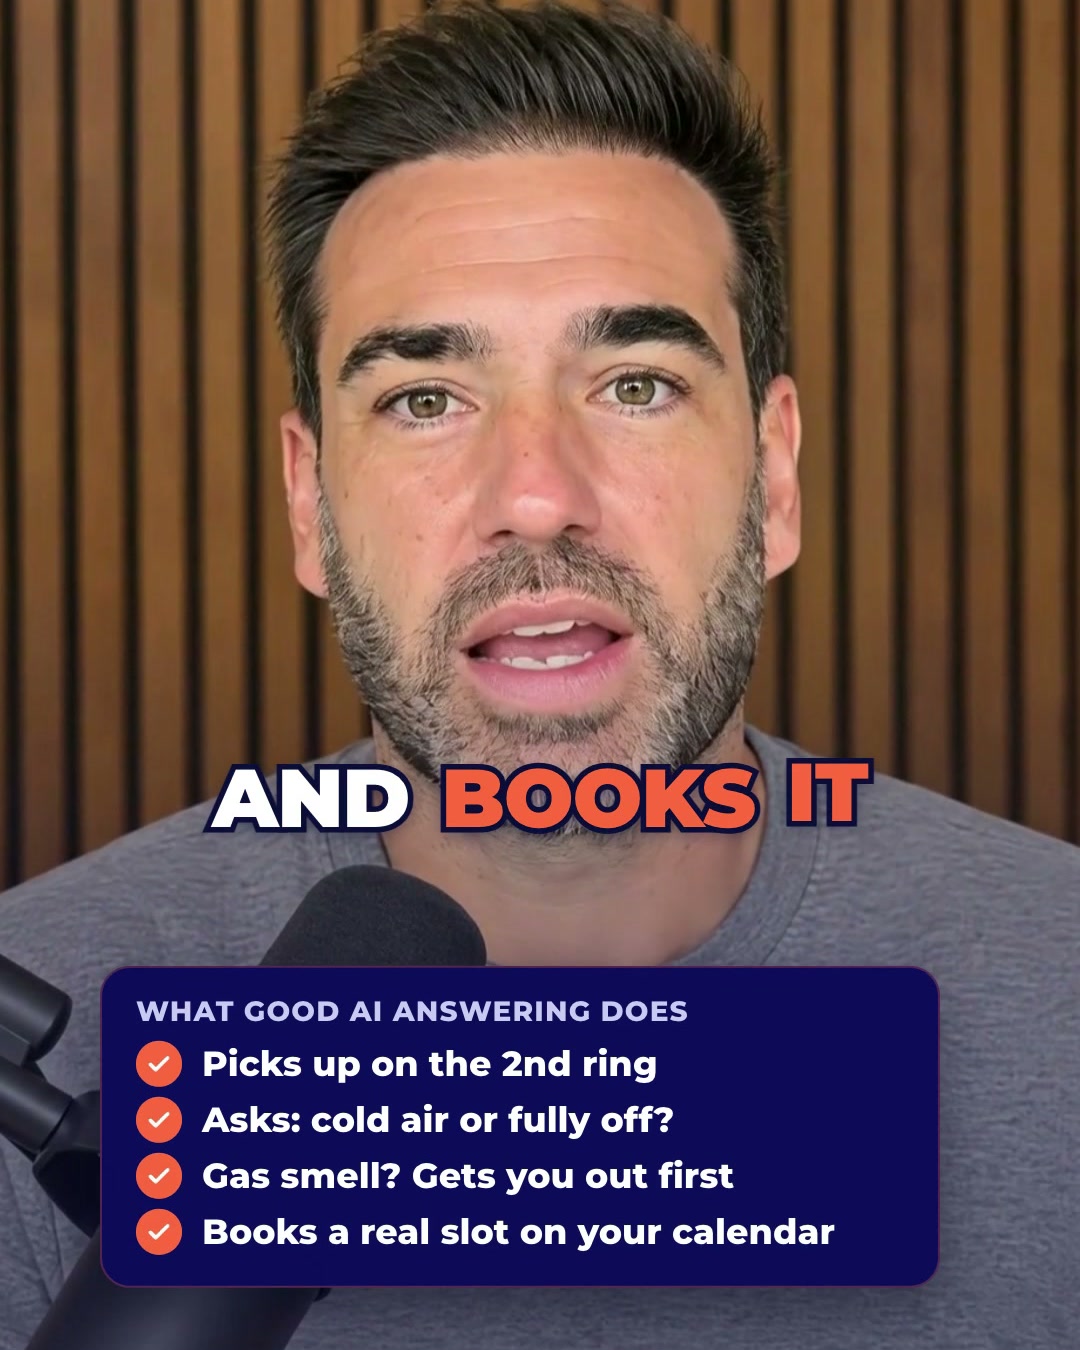 AND BOOKS IT
WHAT GOOD AI ANSWERING DOES
Picks up on the 2nd ring
Asks: cold air or fully off?
Gas smell? Gets you out first
Books a real slot on your calendar